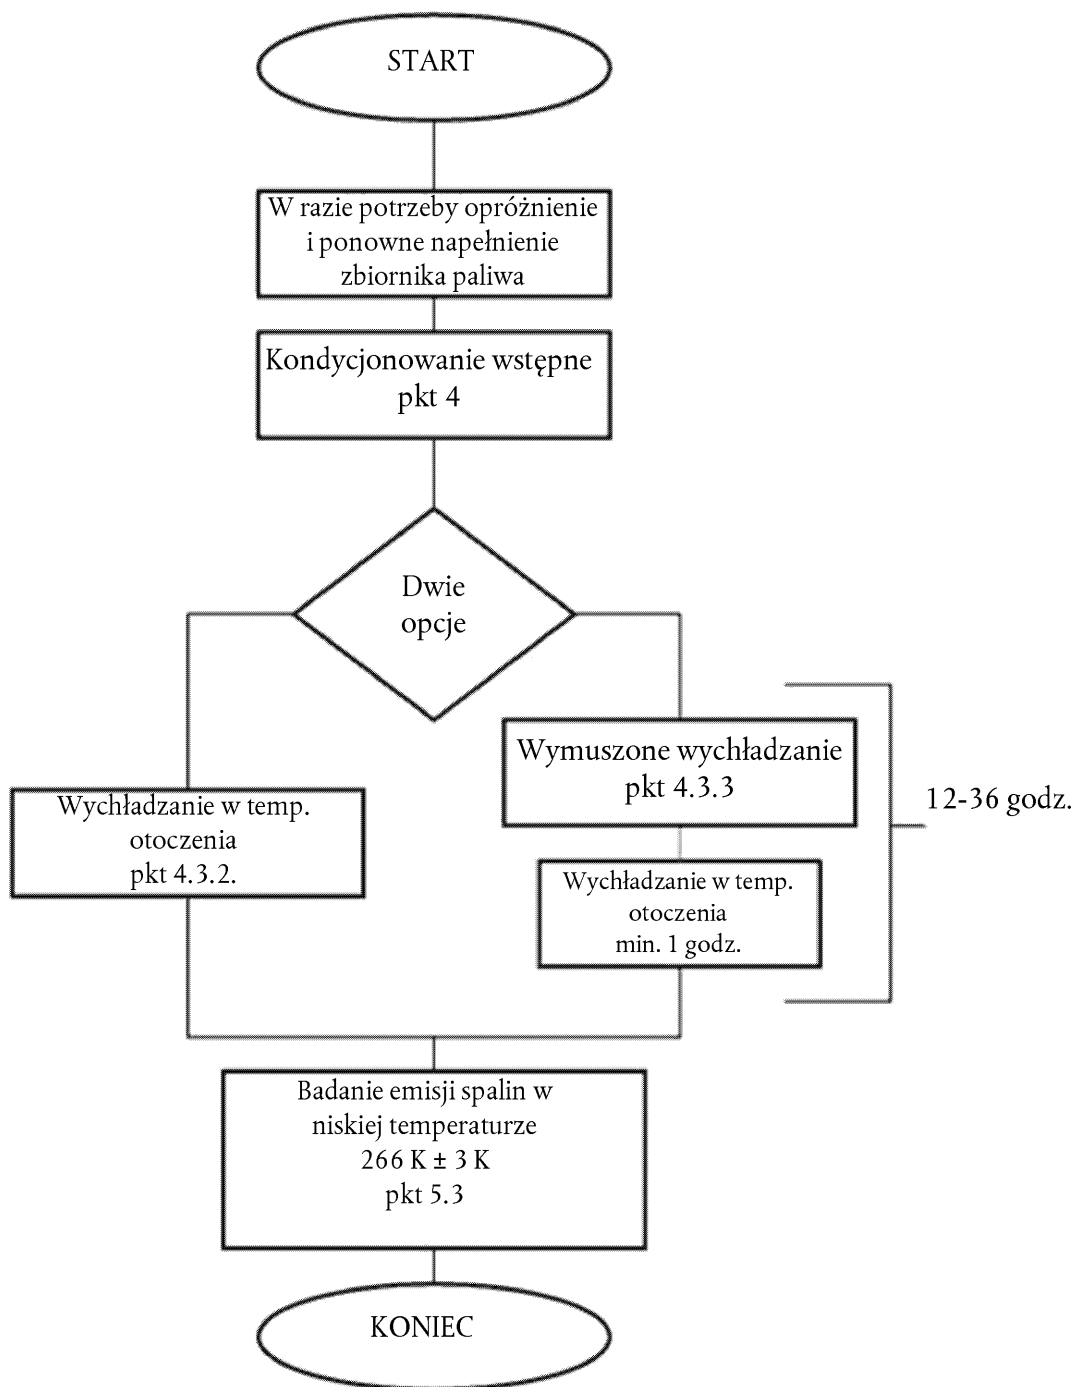 START
W razie potrzeby opróżnienie
i ponowne napełnienie
zbiornika paliwa
Kondycjonowanie wstępne
pkt 4
Dwie
opcje
Wymuszone wychładzanie
pkt 4.3.3
12-36 godz.
Wychładzanie w temp.
otoczenia
pkt 4.3.2.
Wychładzanie w temp.
otoczenia
min. 1 godz.
Badanie emisji spalin w
niskiej temperaturze
266 K ± 3 K
pkt 5.3
KONIEC